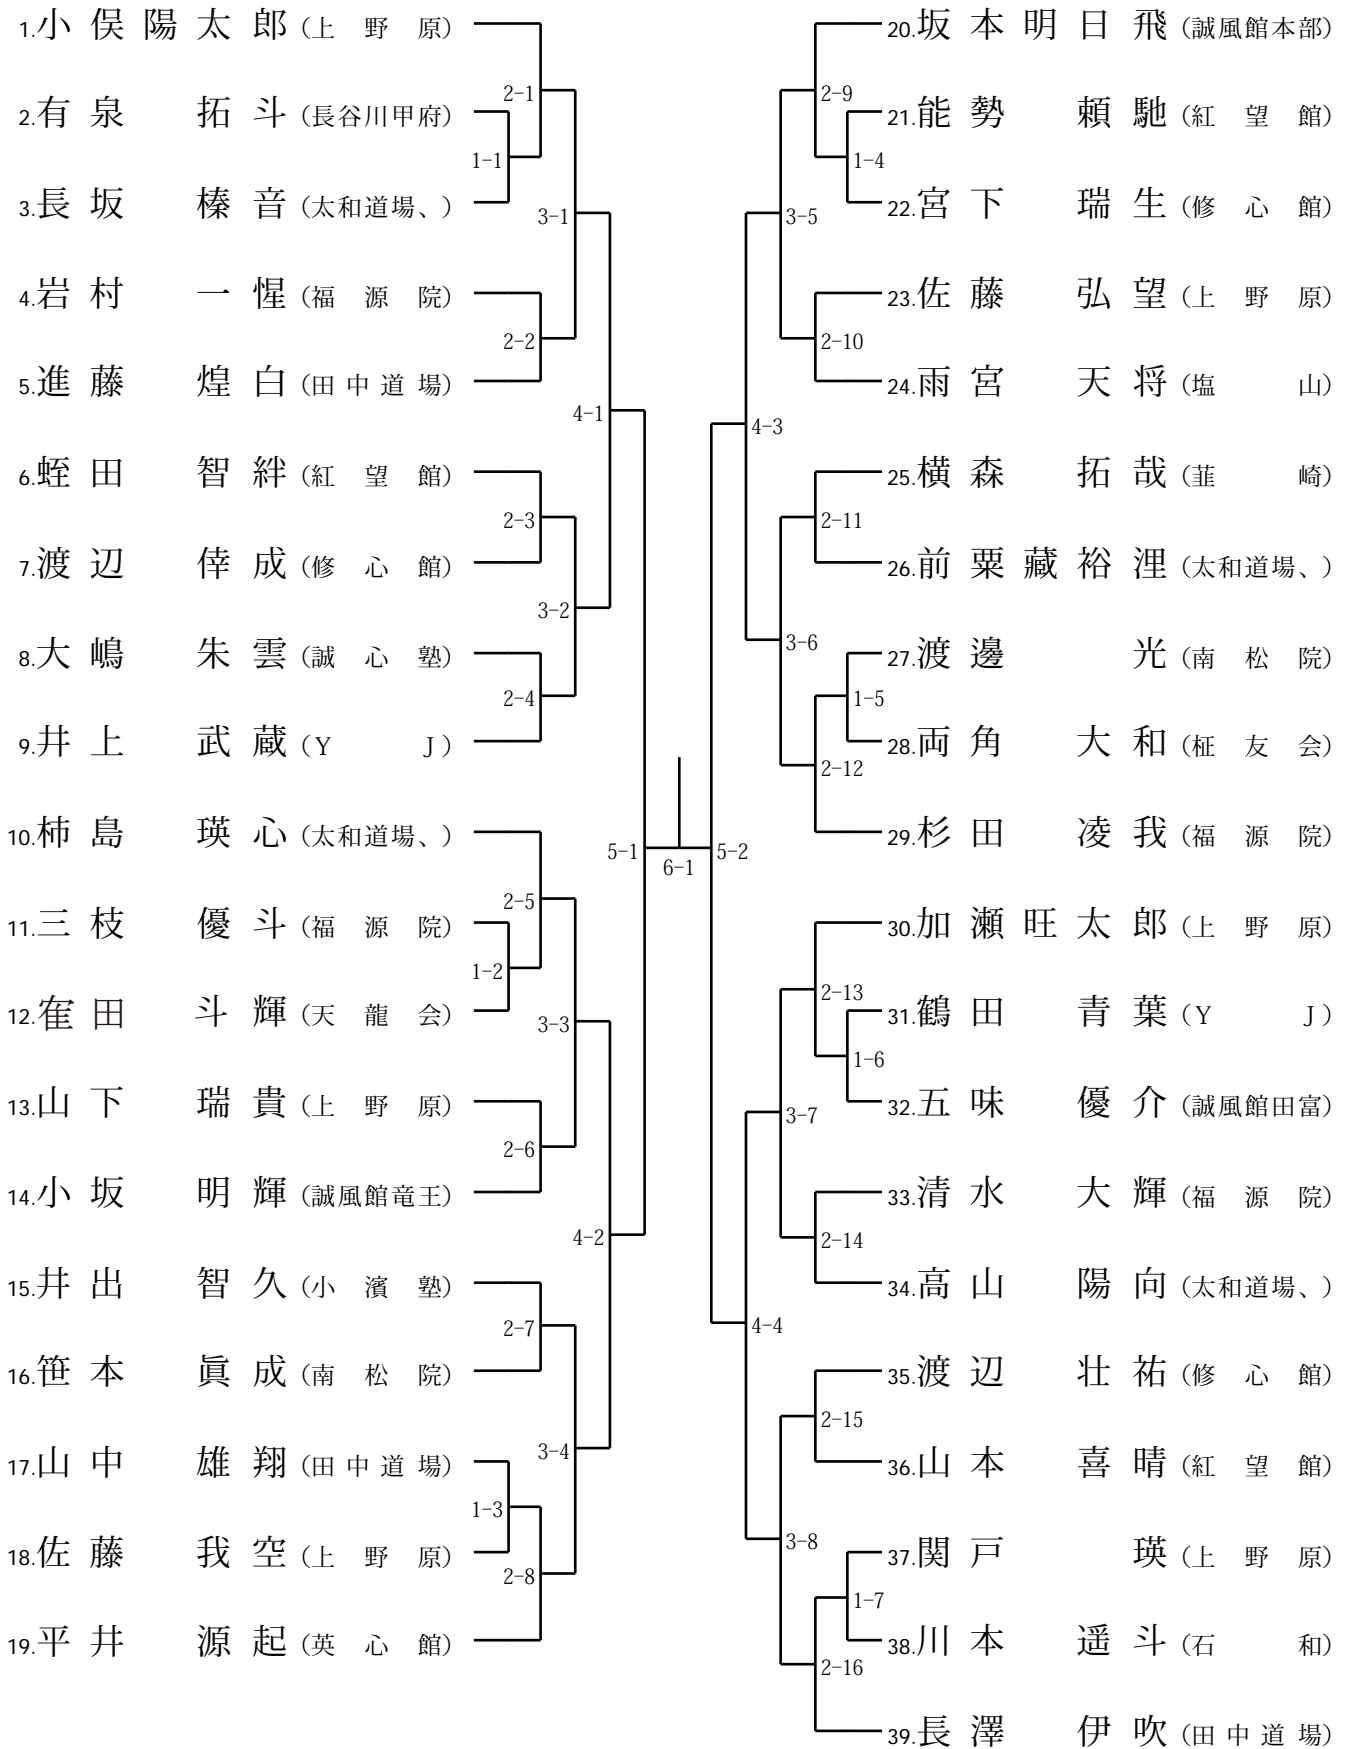 1.小俣陽太郎(上野原)
2.有泉拓斗(長谷川甲府)
3.長坂榛音(太和道場、)
4.岩村一惺(福源院)
5.進藤煌白(田中道場)
6.蛭田智絆(紅望館)
7.渡辺倖成(修心館)
8.大嶋朱雲(誠心塾)
9.井上武蔵(YJ)
10.柿島瑛心(太和道場、)
11.三枝優斗(福源院)
12.寉田斗輝(天龍会)
13.山下瑞貴(上野原)
14.小坂明輝(誠風館竜王)
15.井出智久(小濱塾)
16.笹本眞成(南松院)
17.山中雄翔(田中道場)
18.佐藤我空(上野原)
19.平井源起(英心館)
2-1
1-1
3-1
2-2
4-1
2-3
3-2
2-4
5-1
2-5
1-2
3-3
2-6
4-2
2-7
3-4
1-3
2-8
6-1
20.坂本明日飛(誠風館本部)
21.能勢頼馳(紅望館)
22.宮下瑞生(修心館)
23.佐藤弘望(上野原)
24.雨宮天将(塩山)
25.横森拓哉(韮崎)
26.前粟藏裕浬(太和道場、)
27.渡邊光(南松院)
28.両角大和(柾友会)
29.杉田凌我(福源院)
30.加瀬旺太郎(上野原)
31.鶴田青葉(YJ)
32.五味優介(誠風館田富)
33.清水大輝(福源院)
34.高山陽向(太和道場、)
35.渡辺壮祐(修心館)
36.山本喜晴(紅望館)
37.関戸瑛(上野原)
38.川本遥斗(石和)
39.長澤伊吹(田中道場)
2-9
1-4
3-5
2-10
4-3
2-11
3-6
1-5
2-12
5-2
2-13
1-6
3-7
2-14
4-4
2-15
3-8
1-7
2-16